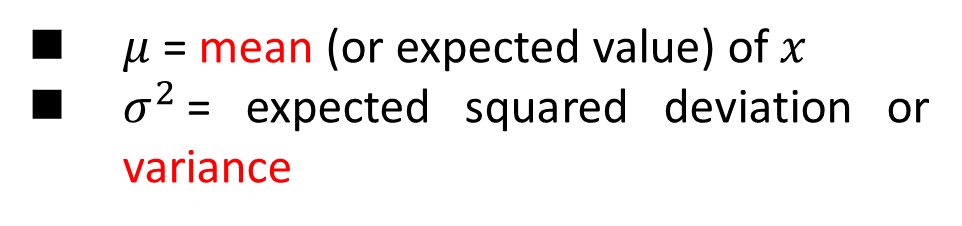 ■ μ = mean (or expected value) of x
■ σ² = expected squared deviation or
variance